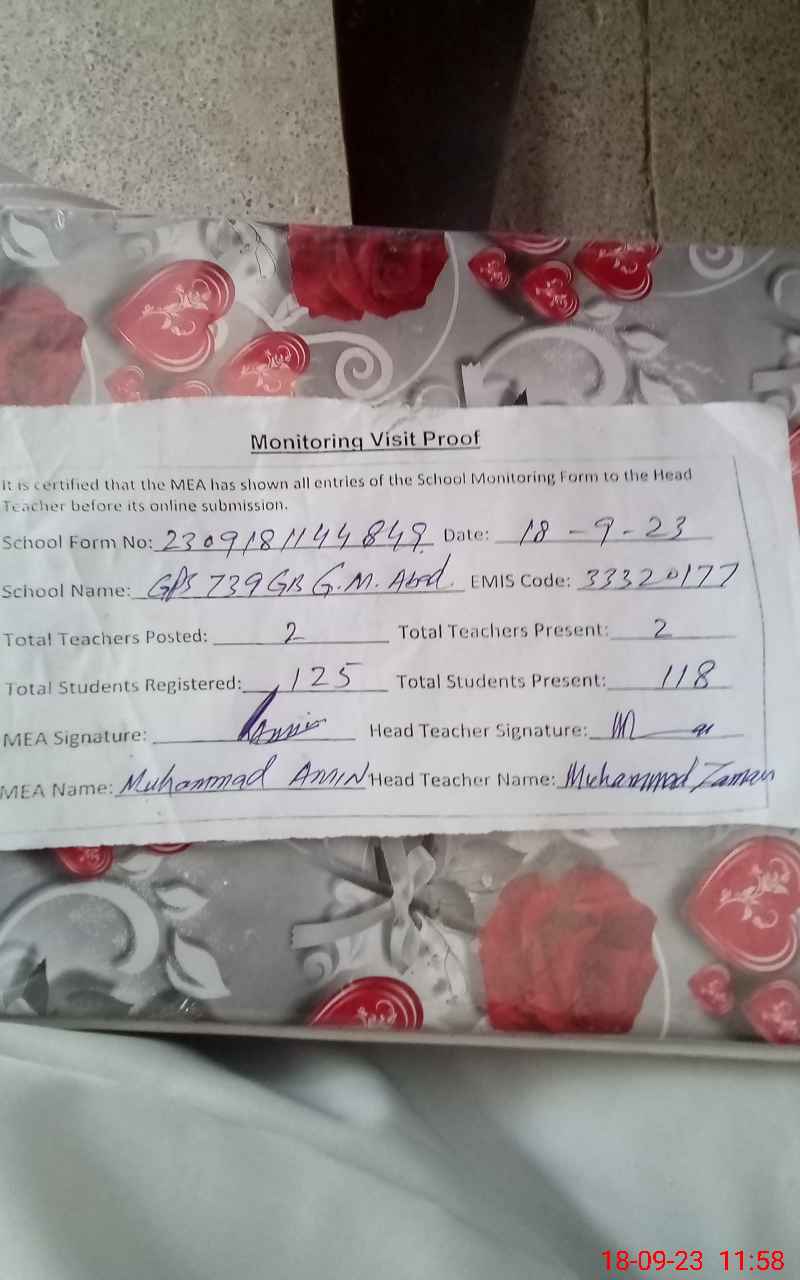 Monitoring Visit Proof
It is certified that the MEA has shown all entries of the School Monitoring Form to the Head
Teacher before its online submission.
School Form No: 2309181144849 Date: 18-9-23
School Name: GPS 739 GB G.M. Abad EMIS Code: 33320177
Total Teachers Posted: 2 Total Teachers Present: 2
Total Students Registered: 125 Total Students Present: 118
MEA Signature: Amin Head Teacher Signature:
MEA Name: Muhammad AMIN Head Teacher Name: Muhammad Zaman
18-09-23 11:58